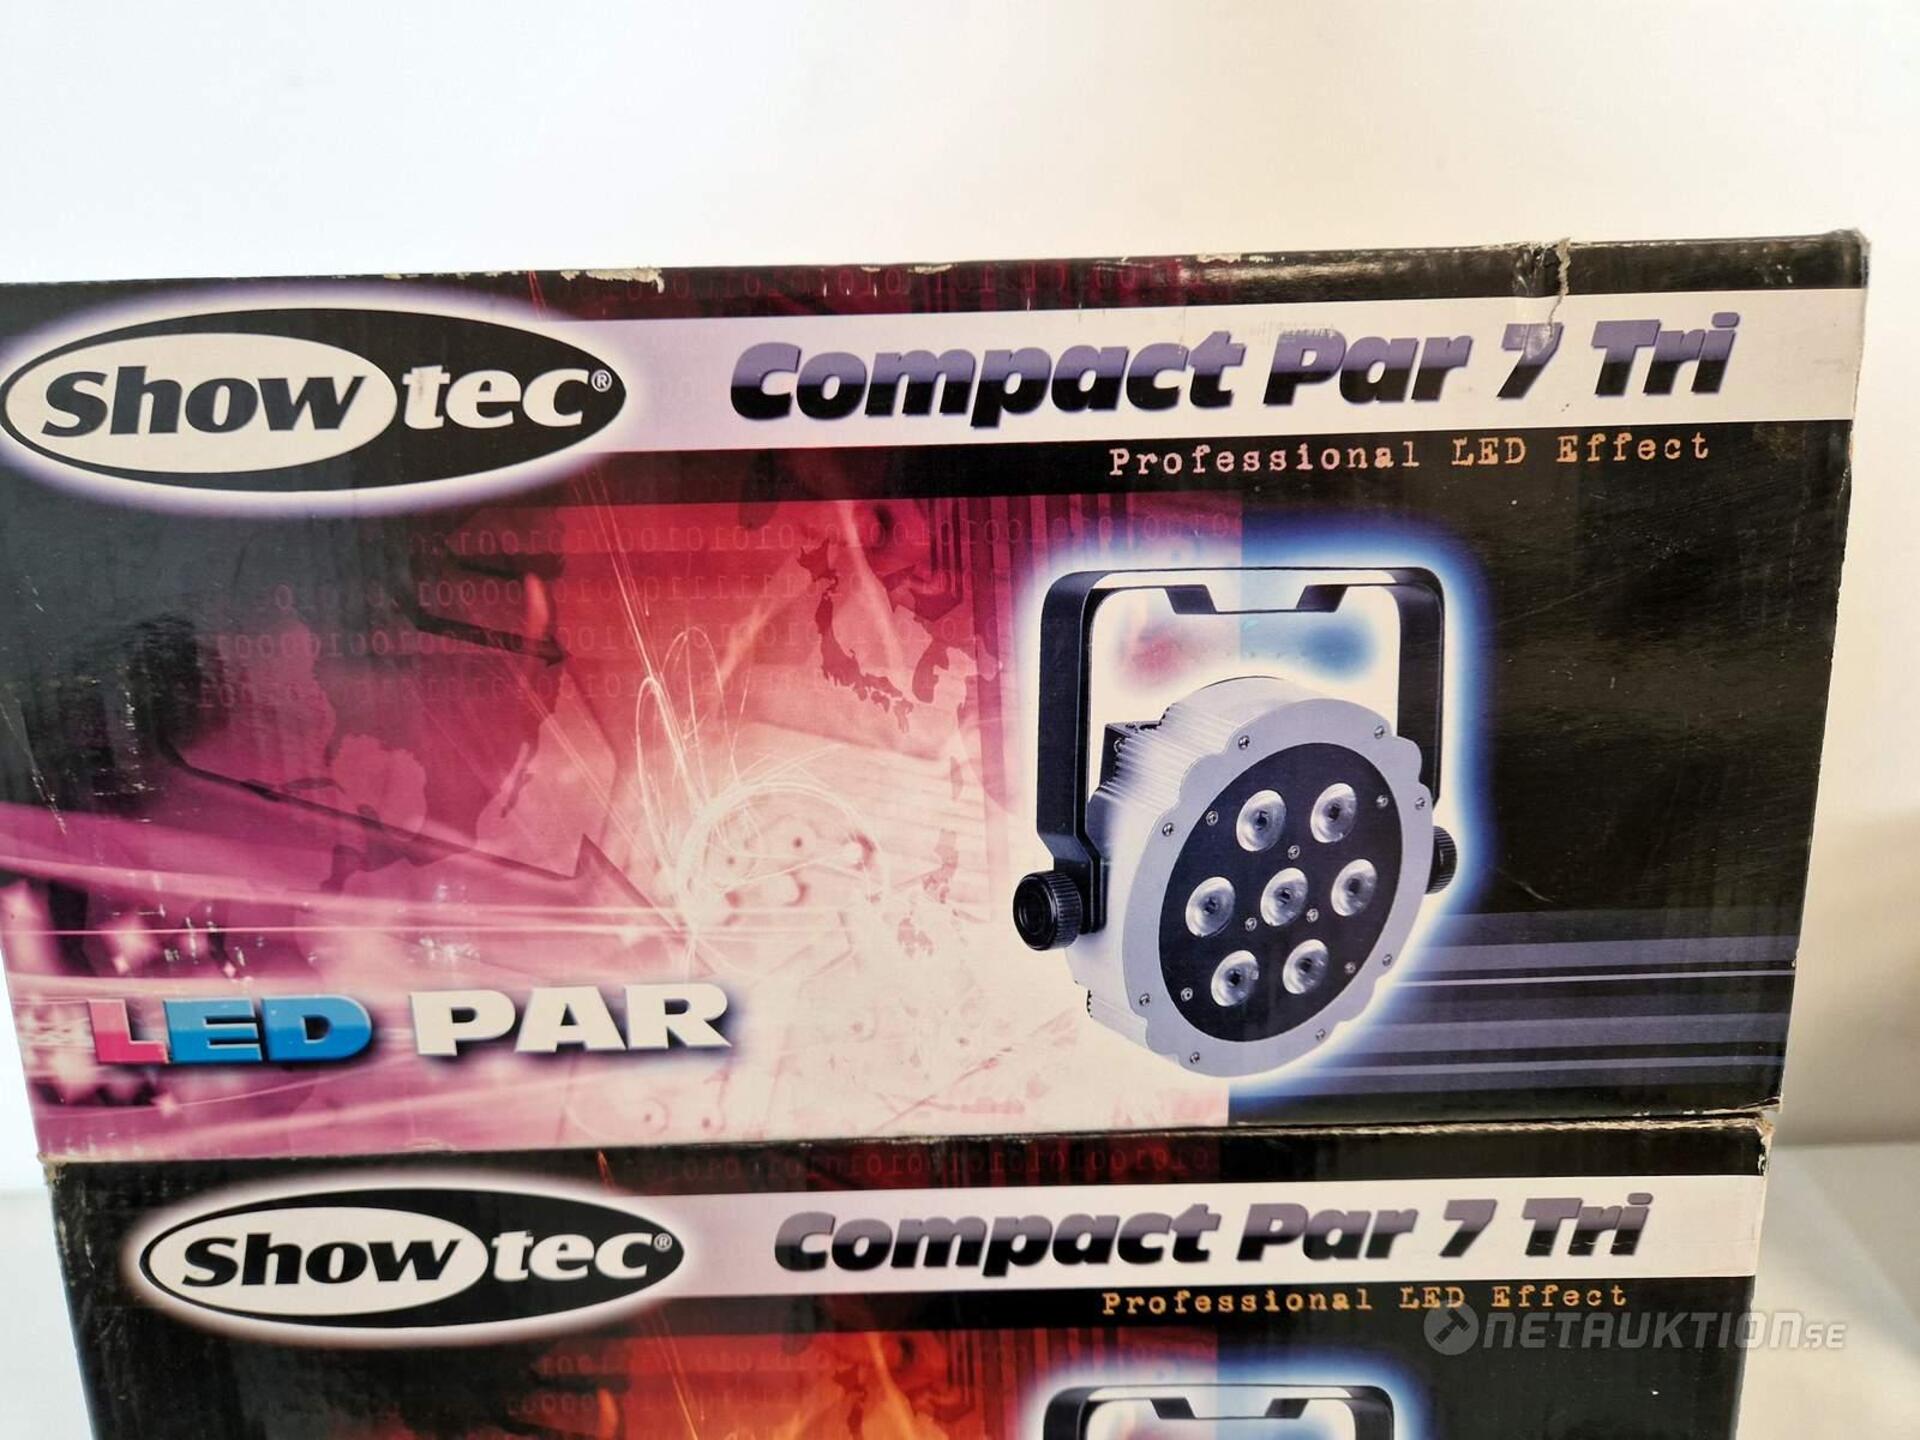 Showtec®
Compact Par 7 Tri
Professional LED Effect
LED PAR
Showtec®
Compact Par 7 Tri
Professional LED Effect
NETAUKTION.SE